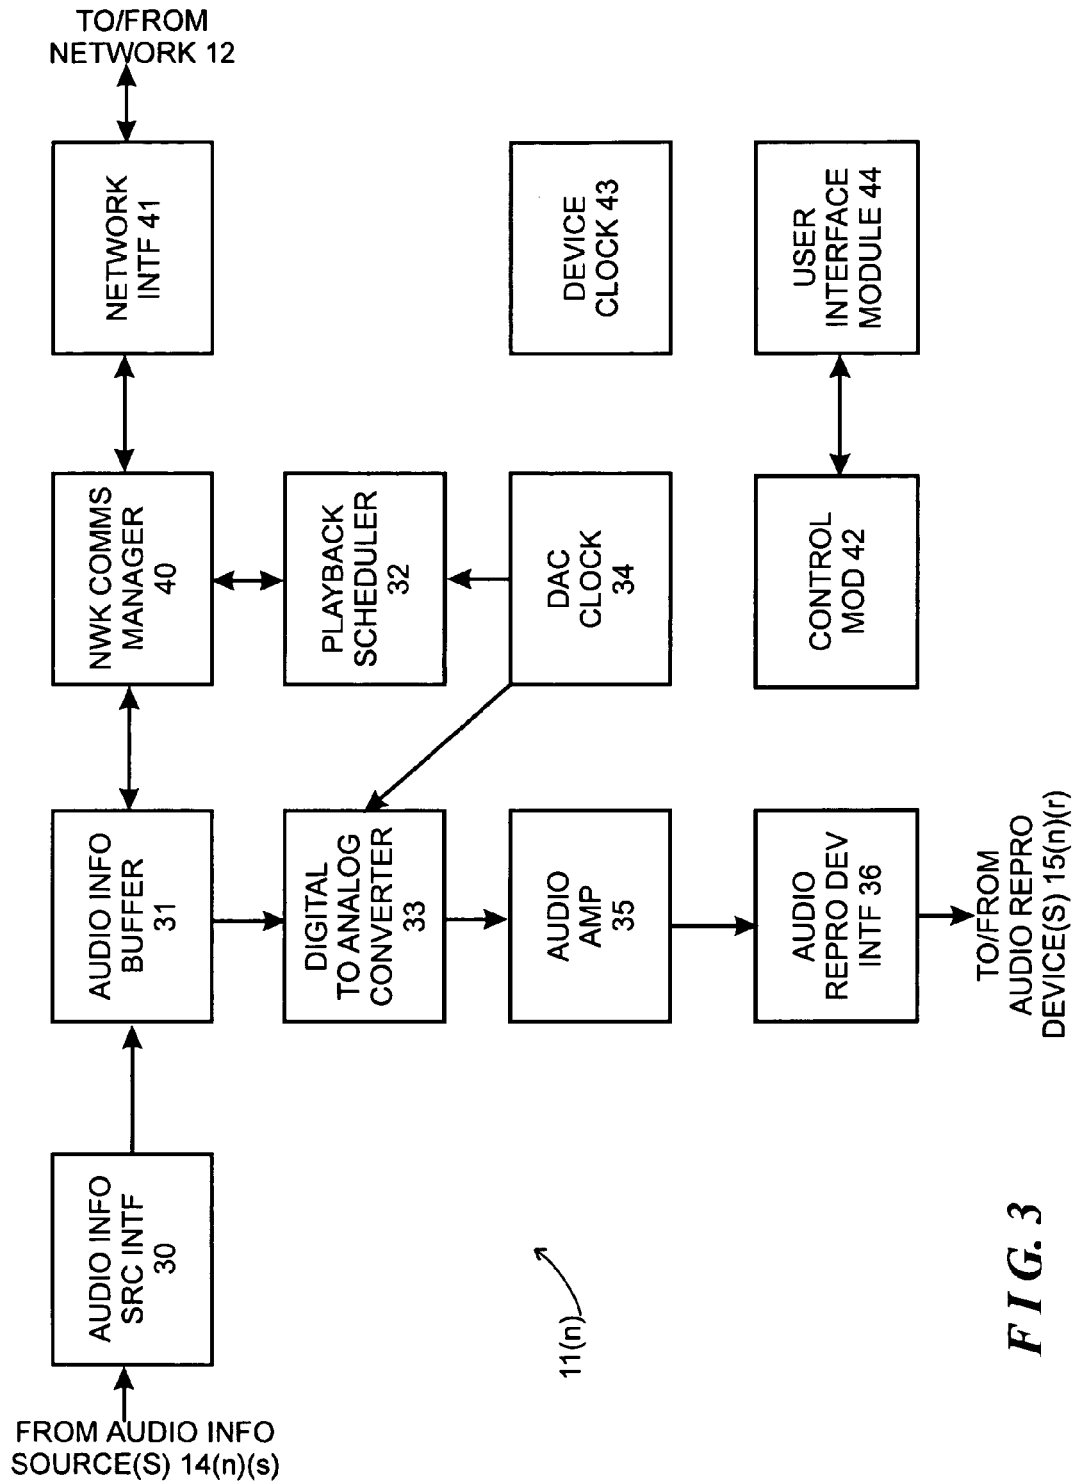 TO/FROM
NETWORK 12
NETWORK
INTF 41
DEVICE
CLOCK 43
USER
INTERFACE
MODULE 44
NWK COMMS
MANAGER
40
PLAYBACK
SCHEDULER
32
DAC
CLOCK
34
CONTROL
MOD 42
AUDIO INFO
BUFFER
31
DIGITAL
TO ANALOG
CONVERTER
33
AUDIO
AMP
35
AUDIO
REPRO DEV
INTF 36
TO/FROM
AUDIO REPRO
DEVICE(S) 15(n)(r)
AUDIO INFO
SRC INTF
30
11(n)
FROM AUDIO INFO
SOURCE(S) 14(n)(s)
FIG. 3